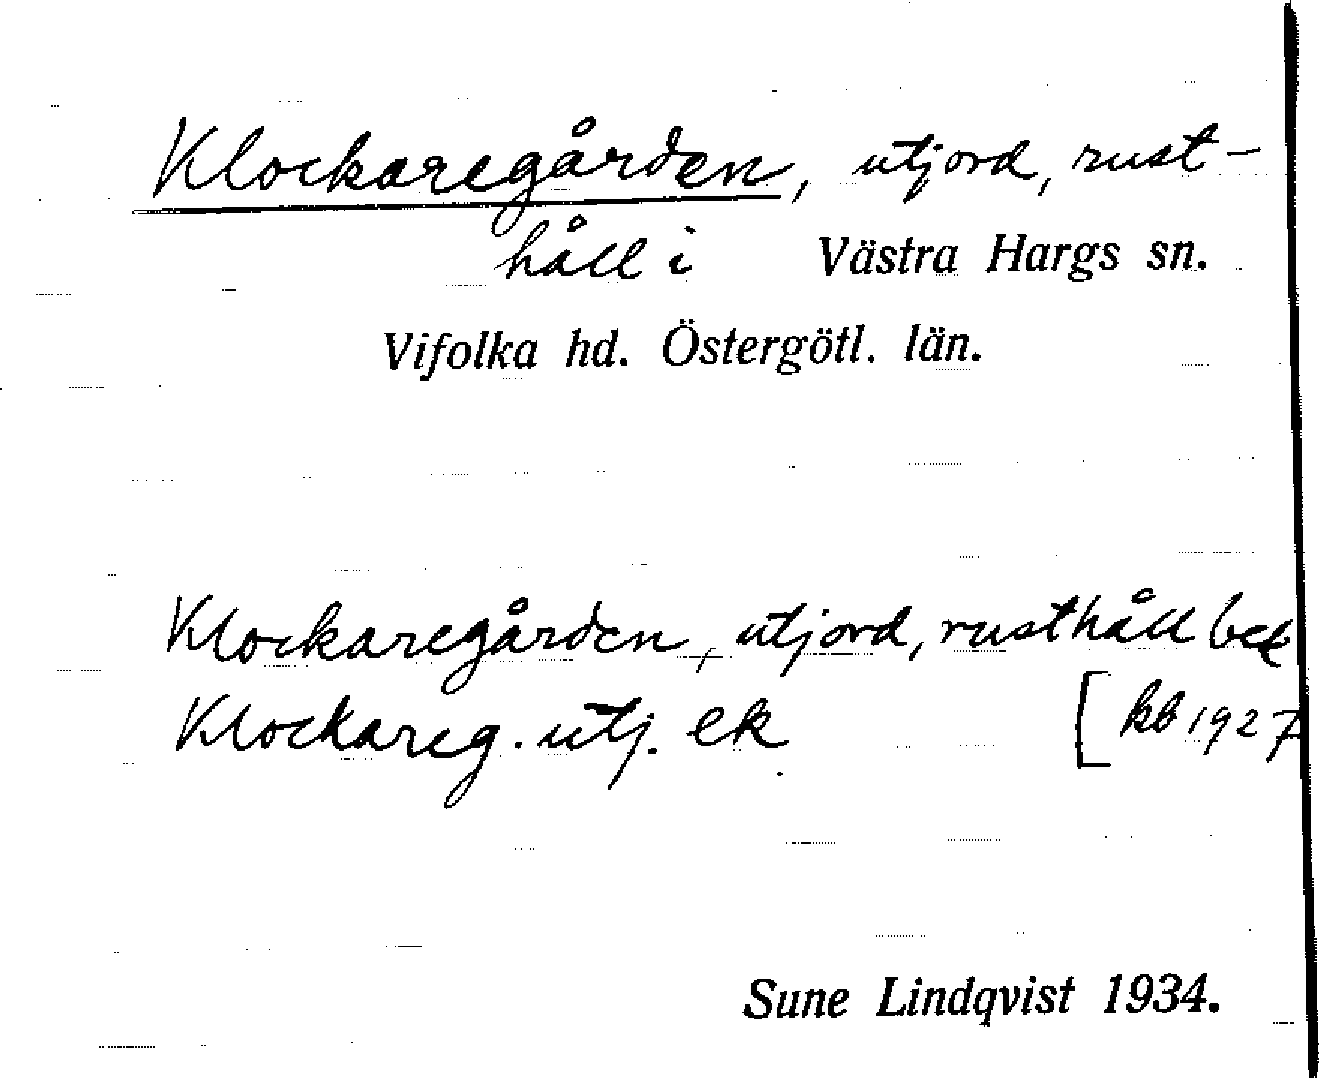 Klockaregården, utjord, rust-
håll i Västra Hargs sn.
Vifolka hd. Östergötl. län.
Klockaregården, utjord, rusthåll
Klockareg. utj. ek [kb 1927
Sune Lindqvist 1934.